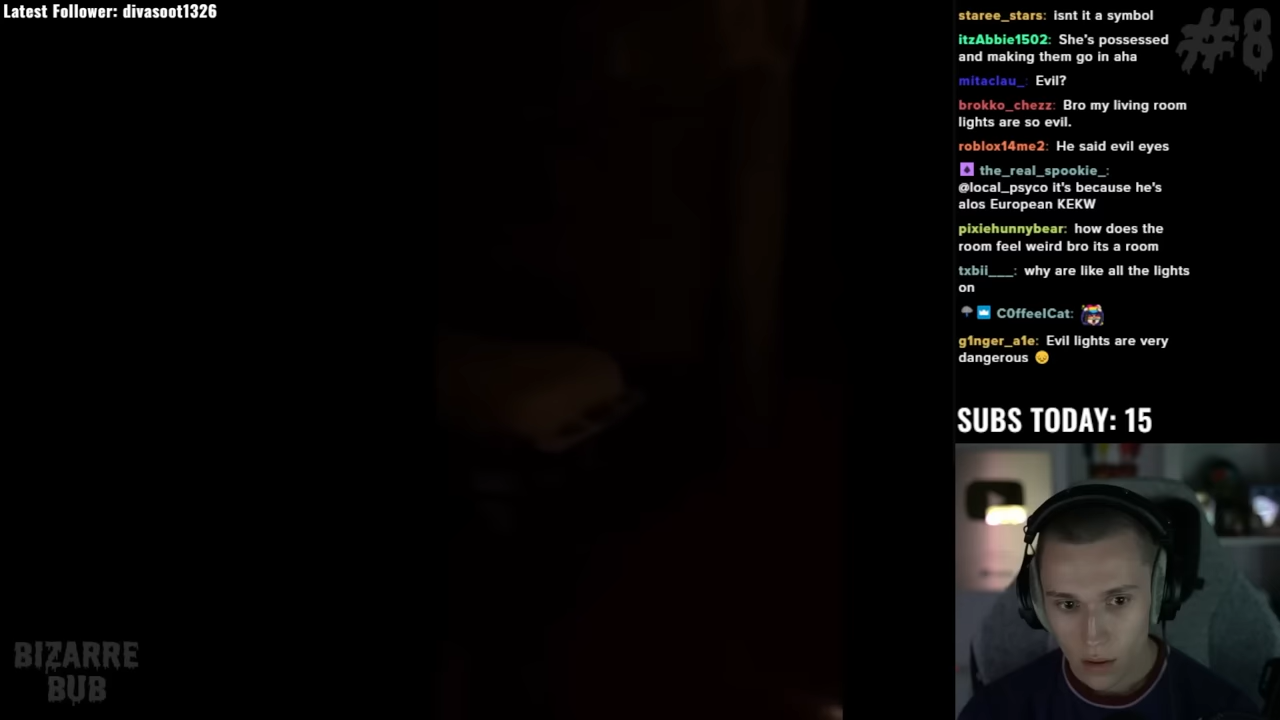 Latest Follower: divasoot1326
staree_stars: isnt it a symbol
itzAbbie1502: She's possessed
and making them go in aha
mitaclau_: Evil?
brokko_chezz: Bro my living room
lights are so evil.
roblox14me2: He said evil eyes
the_real_spookie_:
@local_psyco it's because he's
alos European KEKW
pixiehunnybear: how does the
room feel weird bro its a room
txbii___: why are like all the lights
on
C0ffeeICat:
g1nger_a1e: Evil lights are very
dangerous
#8
SUBS TODAY: 15
BIZARRE
BUB